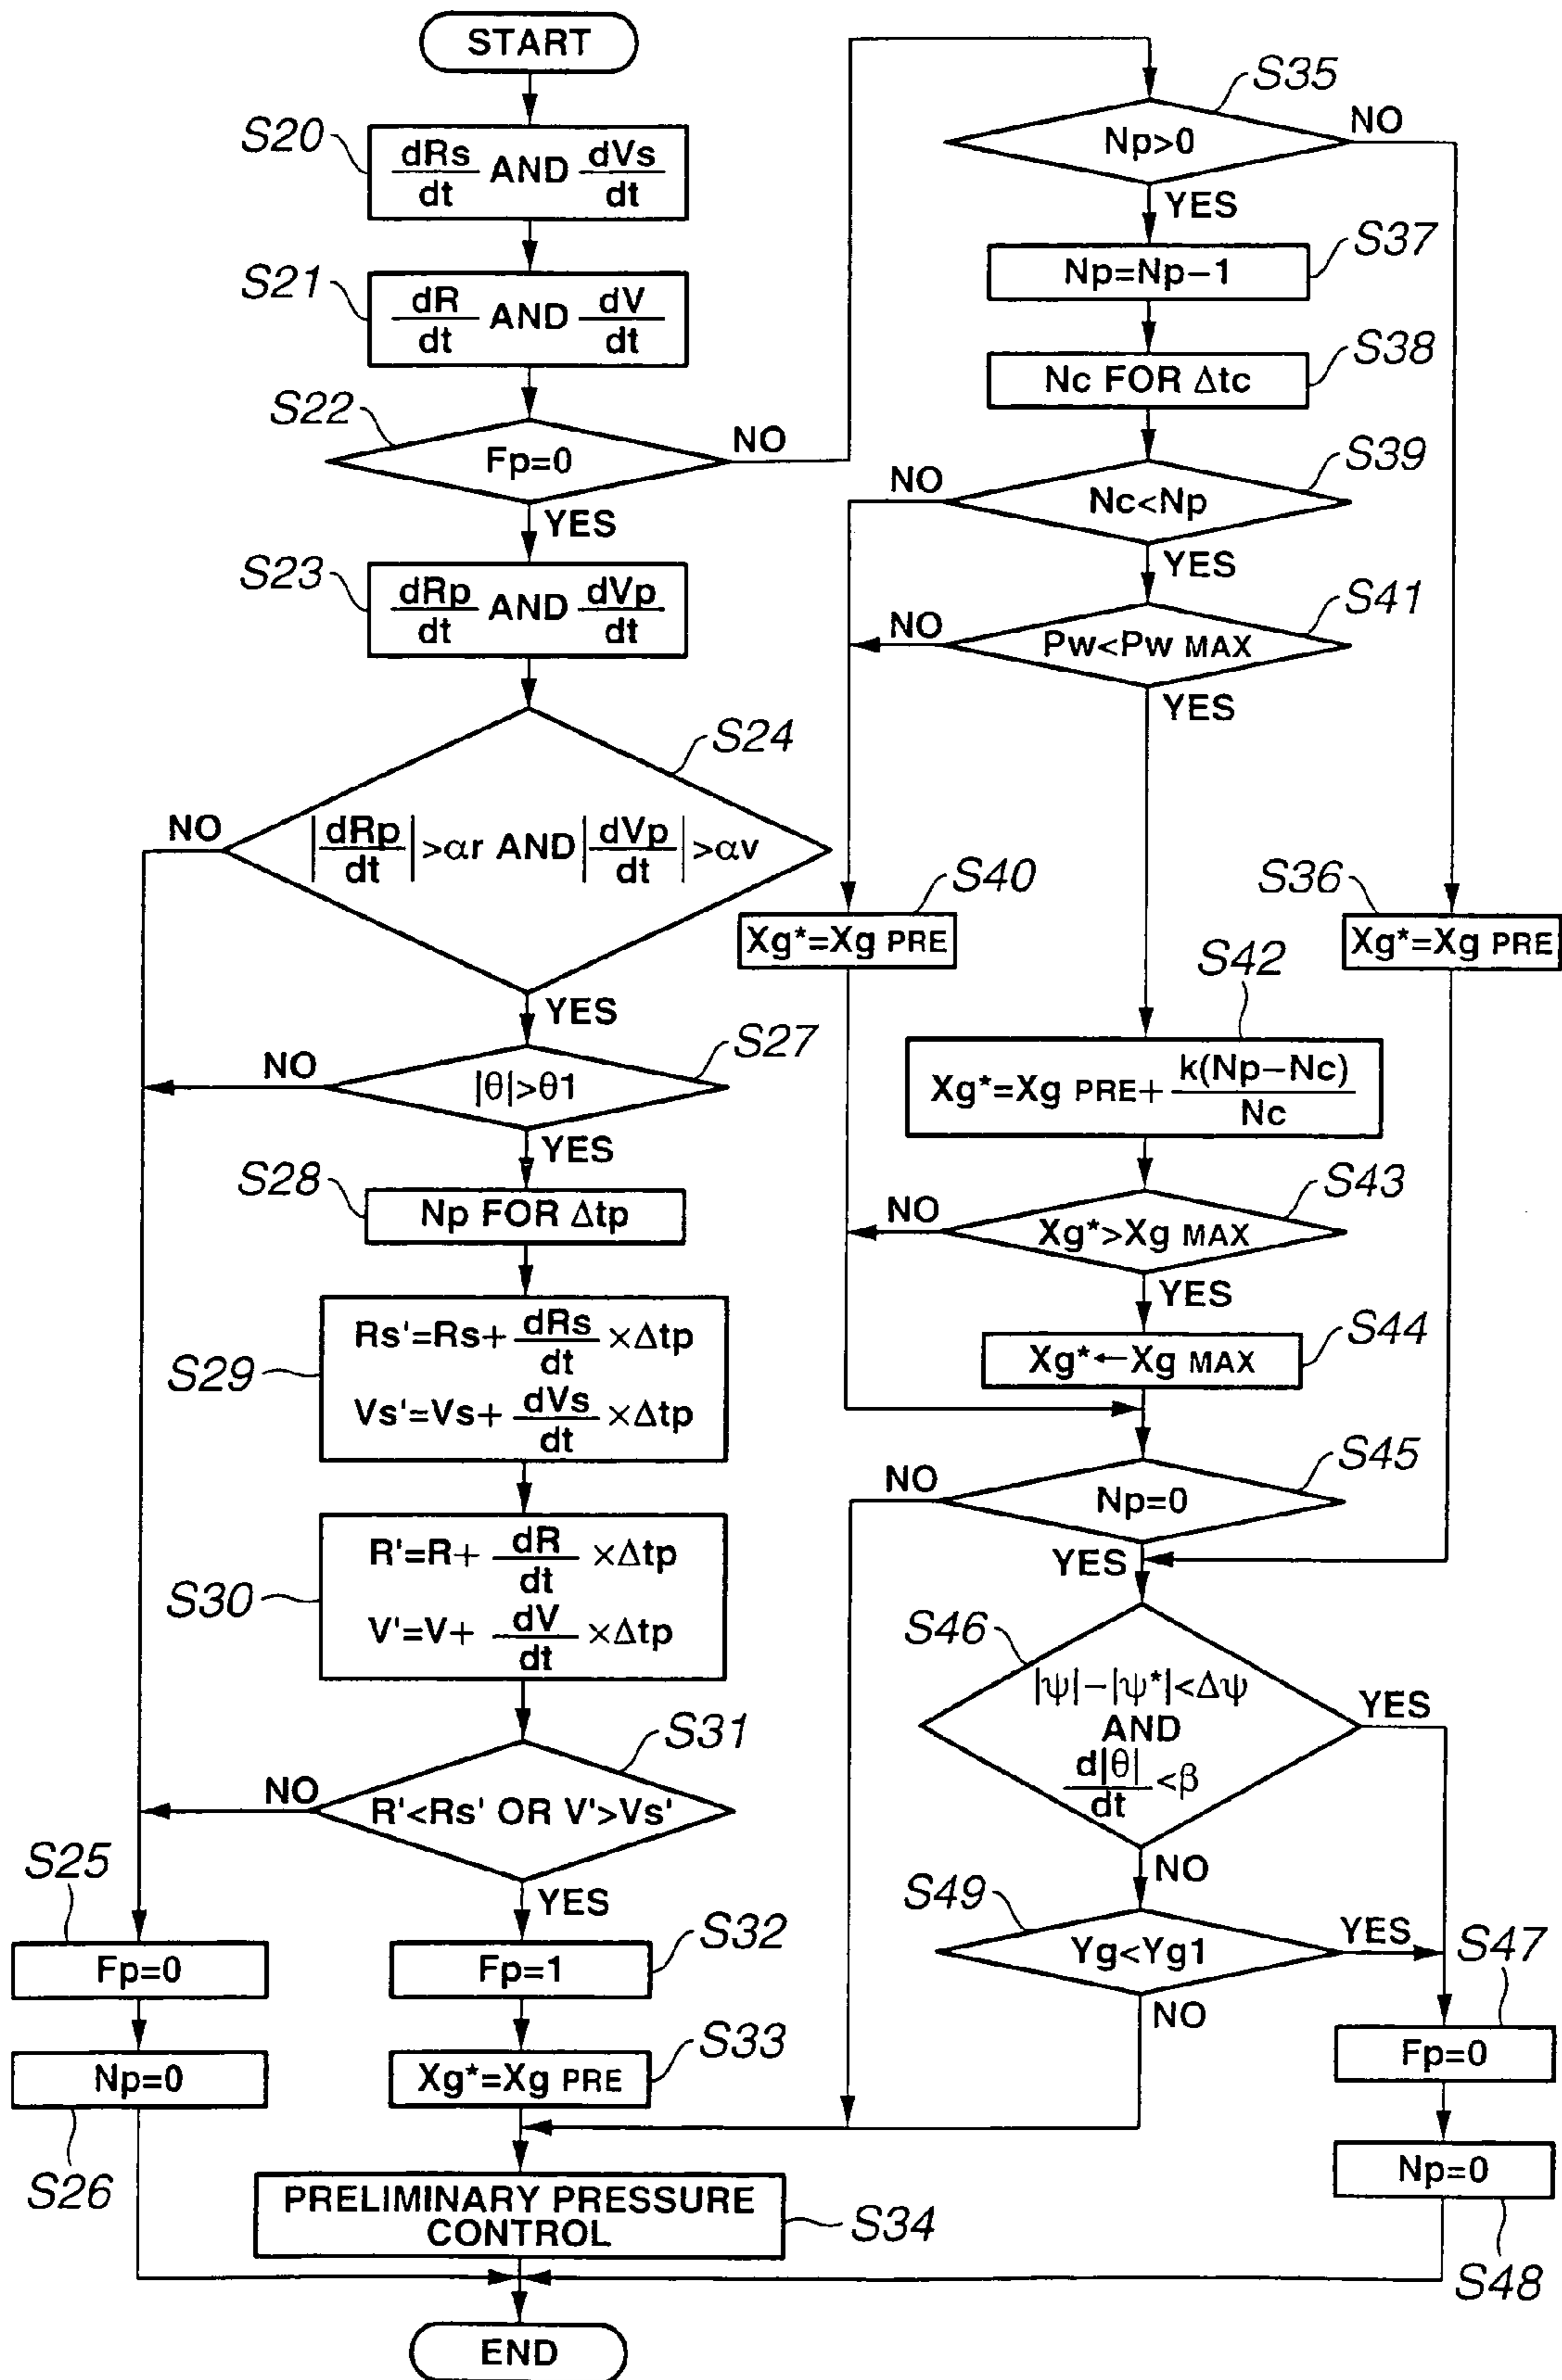 START
S20
dRs/dt AND dVs/dt
S21
dR/dt AND dV/dt
S22
Fp=0
NO
YES
S23
dRp/dt AND dVp/dt
S24
|dRp/dt|>αr AND |dVp/dt|>αv
NO
YES
S27
|θ|>θ1
NO
YES
S28
Np FOR Δtp
S29
Rs'=Rs+ dRs/dt ×Δtp
Vs'=Vs+ dVs/dt ×Δtp
S30
R'=R+ dR/dt ×Δtp
V'=V+ dV/dt ×Δtp
S31
R'<Rs' OR V'>Vs'
NO
YES
S25
Fp=0
S26
Np=0
S32
Fp=1
S33
Xg*=Xg PRE
PRELIMINARY PRESSURE
CONTROL
S34
END
S35
Np>0
NO
YES
S37
Np=Np-1
S38
Nc FOR Δtc
S39
Nc<Np
NO
YES
S41
Pw<Pw MAX
NO
YES
S40
Xg*=Xg PRE
S36
Xg*=Xg PRE
S42
Xg*=Xg PRE+ k(Np-Nc)/Nc
S43
Xg*>Xg MAX
NO
YES
S44
Xg*←Xg MAX
S45
Np=0
NO
YES
S46
|ψ|-|ψ*|<Δψ
AND
d|θ|/dt <β
YES
NO
S49
Yg<Yg1
YES
NO
S47
Fp=0
Np=0
S48